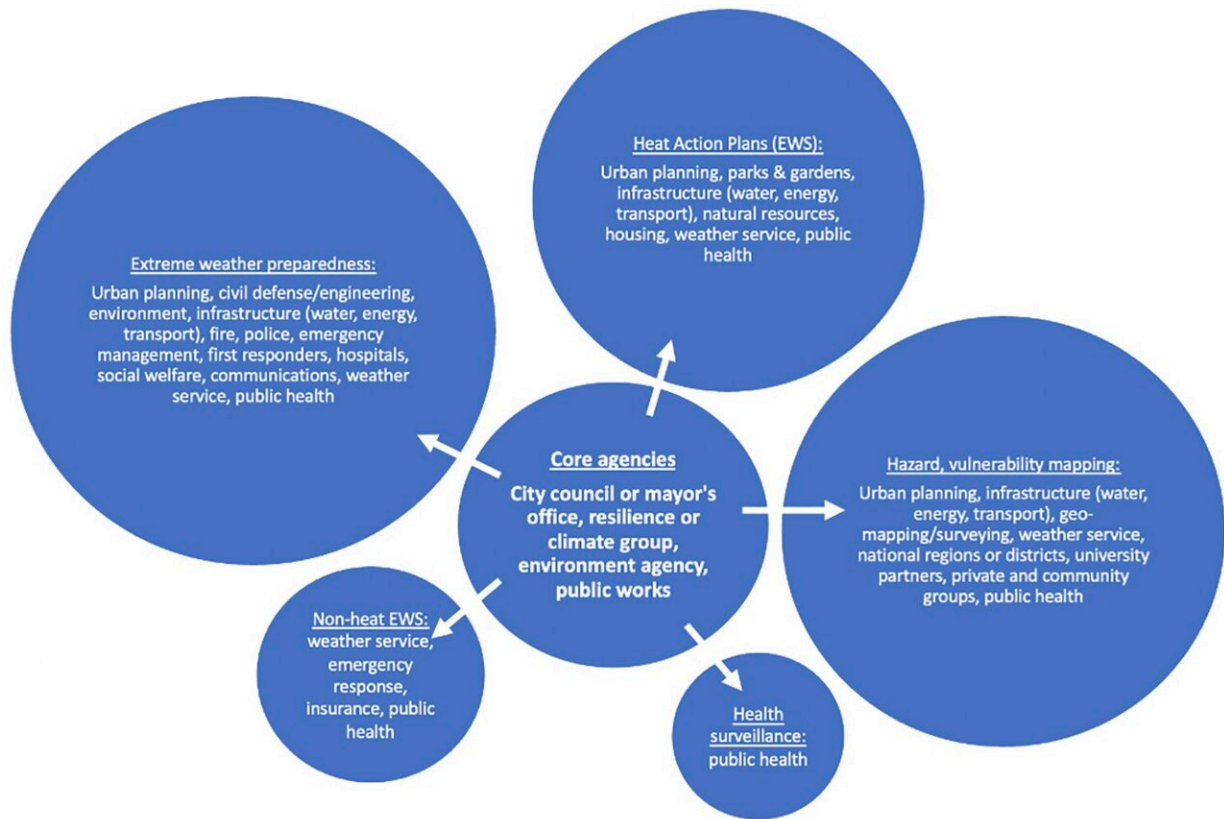 Heat Action Plans (EWS):
Urban planning, parks & gardens,
infrastructure (water, energy,
transport), natural resources,
housing, weather service, public
health
Extreme weather preparedness:
Urban planning, civil defense/engineering,
environment, infrastructure (water, energy,
transport), fire, police, emergency
management, first responders, hospitals,
social welfare, communications, weather
service, public health
Core agencies
City council or mayor's
office, resilience or
climate group,
environment agency,
public works
Hazard, vulnerability mapping:
Urban planning, infrastructure (water,
energy, transport), geo-
mapping/surveying, weather service,
national regions or districts, university
partners, private and community
groups, public health
Non-heat EWS:
weather service,
emergency
response,
insurance, public
health
Health
surveillance:
public health